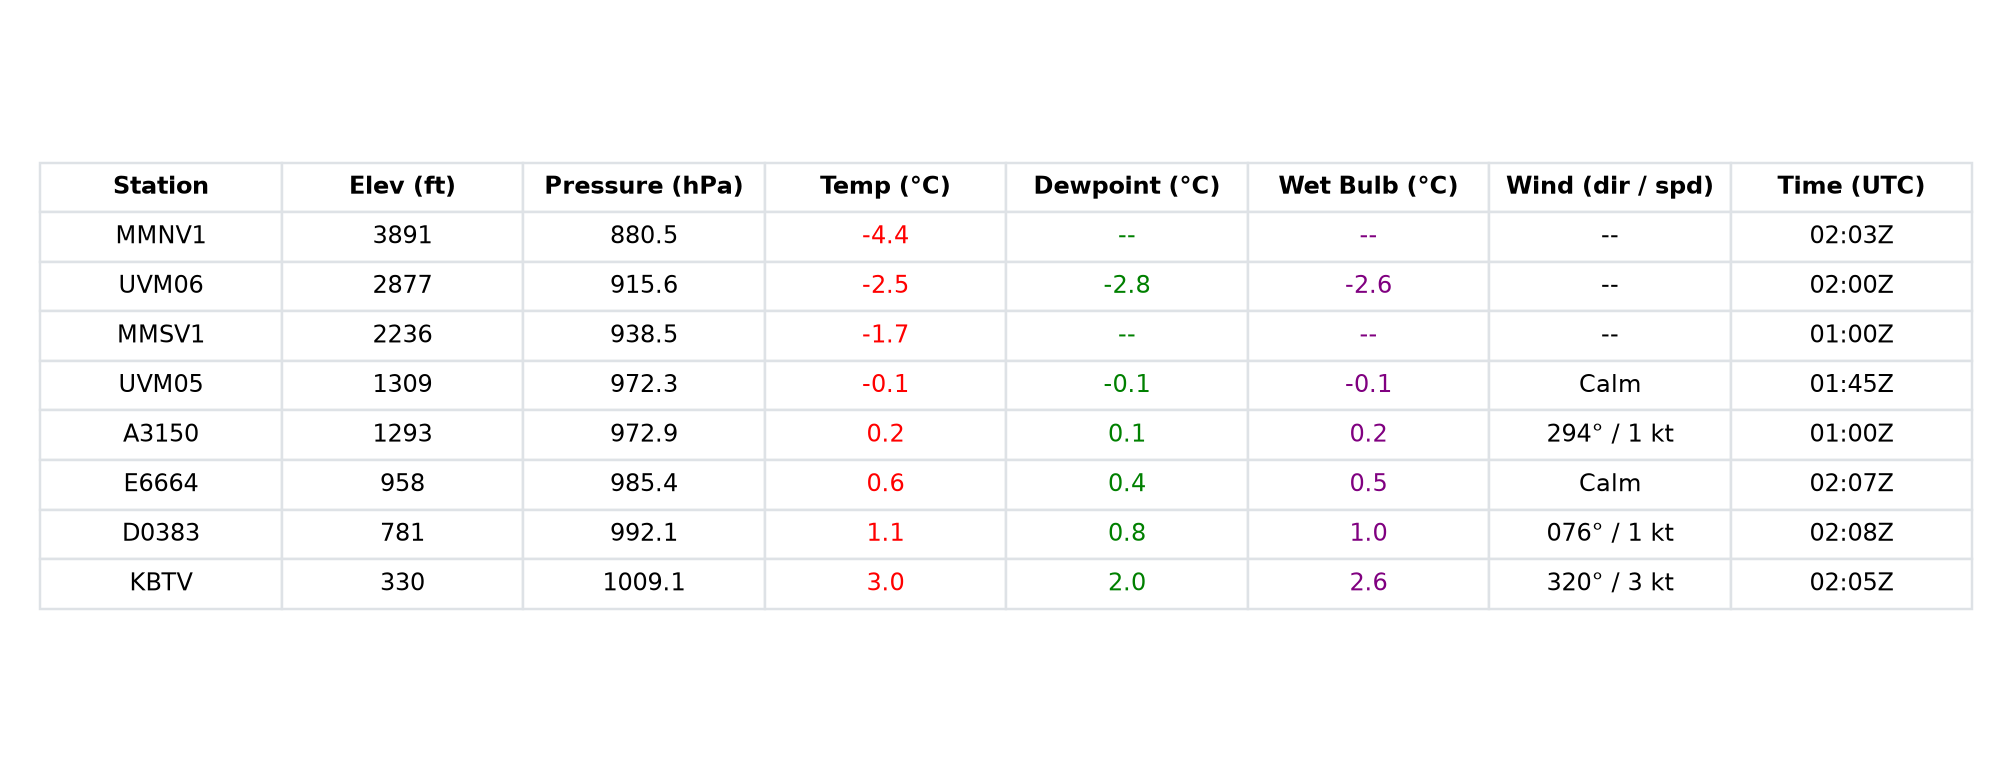 Station Elev (ft) Pressure (hPa) Temp (°C) Dewpoint (°C) Wet Bulb (°C) Wind (dir / spd) Time (UTC)
MMNV1 3891 880.5 -4.4 -- -- -- 02:03Z
UVM06 2877 915.6 -2.5 -2.8 -2.6 -- 02:00Z
MMSV1 2236 938.5 -1.7 -- -- -- 01:00Z
UVM05 1309 972.3 -0.1 -0.1 -0.1 Calm 01:45Z
A3150 1293 972.9 0.2 0.1 0.2 294° / 1 kt 01:00Z
E6664 958 985.4 0.6 0.4 0.5 Calm 02:07Z
D0383 781 992.1 1.1 0.8 1.0 076° / 1 kt 02:08Z
KBTV 330 1009.1 3.0 2.0 2.6 320° / 3 kt 02:05Z